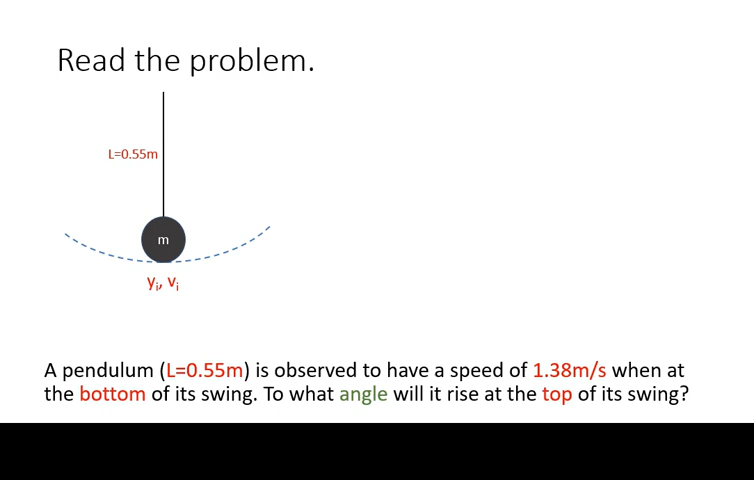 Read the problem.
L=0.55m
m
yᵢ, vᵢ
A pendulum (L=0.55m) is observed to have a speed of 1.38m/s when at
the bottom of its swing. To what angle will it rise at the top of its swing?